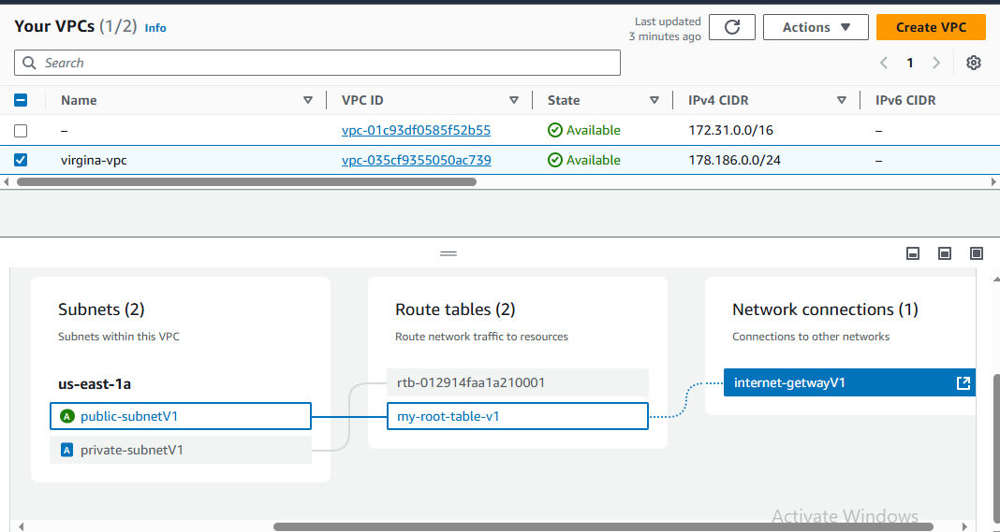 Your VPCs (1/2) Info
Last updated
3 minutes ago
Actions
Create VPC
Search
1
Name VPC ID State IPv4 CIDR IPv6 CIDR
– vpc-01c93df0585f52b55 Available 172.31.0.0/16 –
virgina-vpc vpc-035cf9355050ac739 Available 178.186.0.0/24 –
Subnets (2) Route tables (2) Network connections (1)
Subnets within this VPC Route network traffic to resources Connections to other networks
us-east-1a rtb-012914faa1a210001 internet-getwayV1
A public-subnetV1 my-root-table-v1
A private-subnetV1
Activate Windows